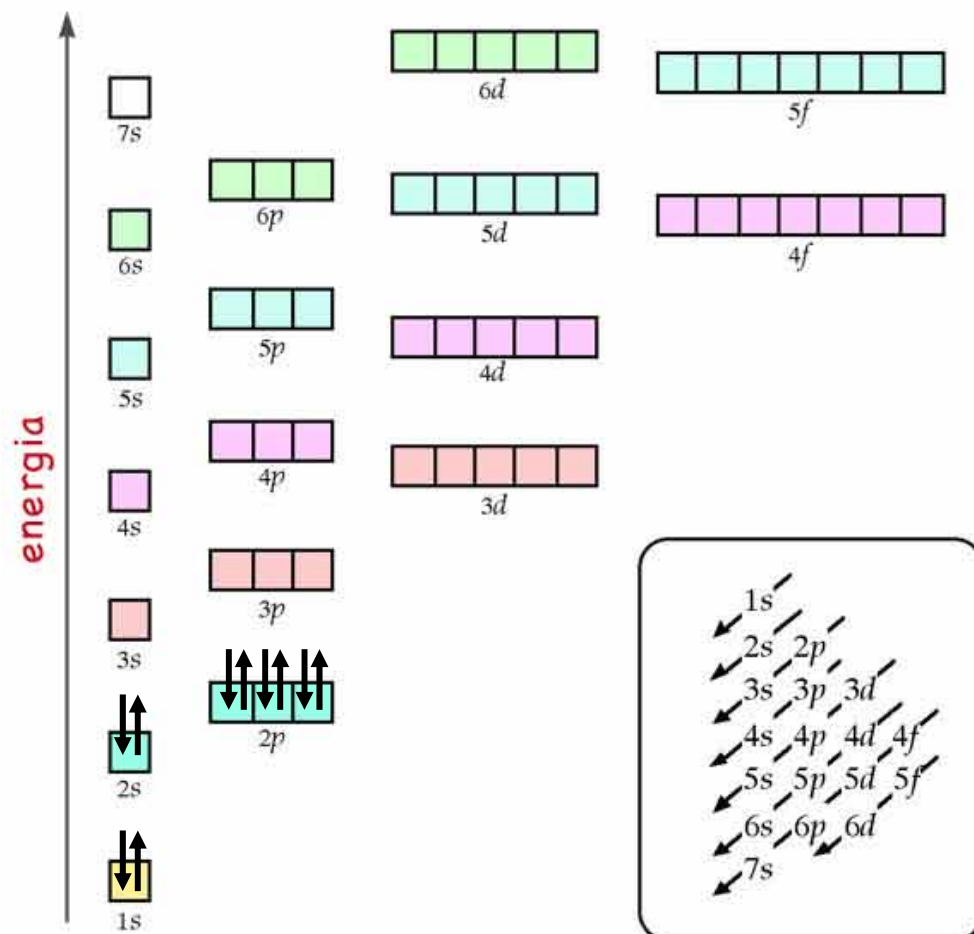 6d
5f
7s
6p
5d
4f
6s
5p
4d
5s
4p
3d
4s
3p
3s
2p
2s
1s
energia
1s
2s 2p
3s 3p 3d
4s 4p 4d 4f
5s 5p 5d 5f
6s 6p 6d
7s